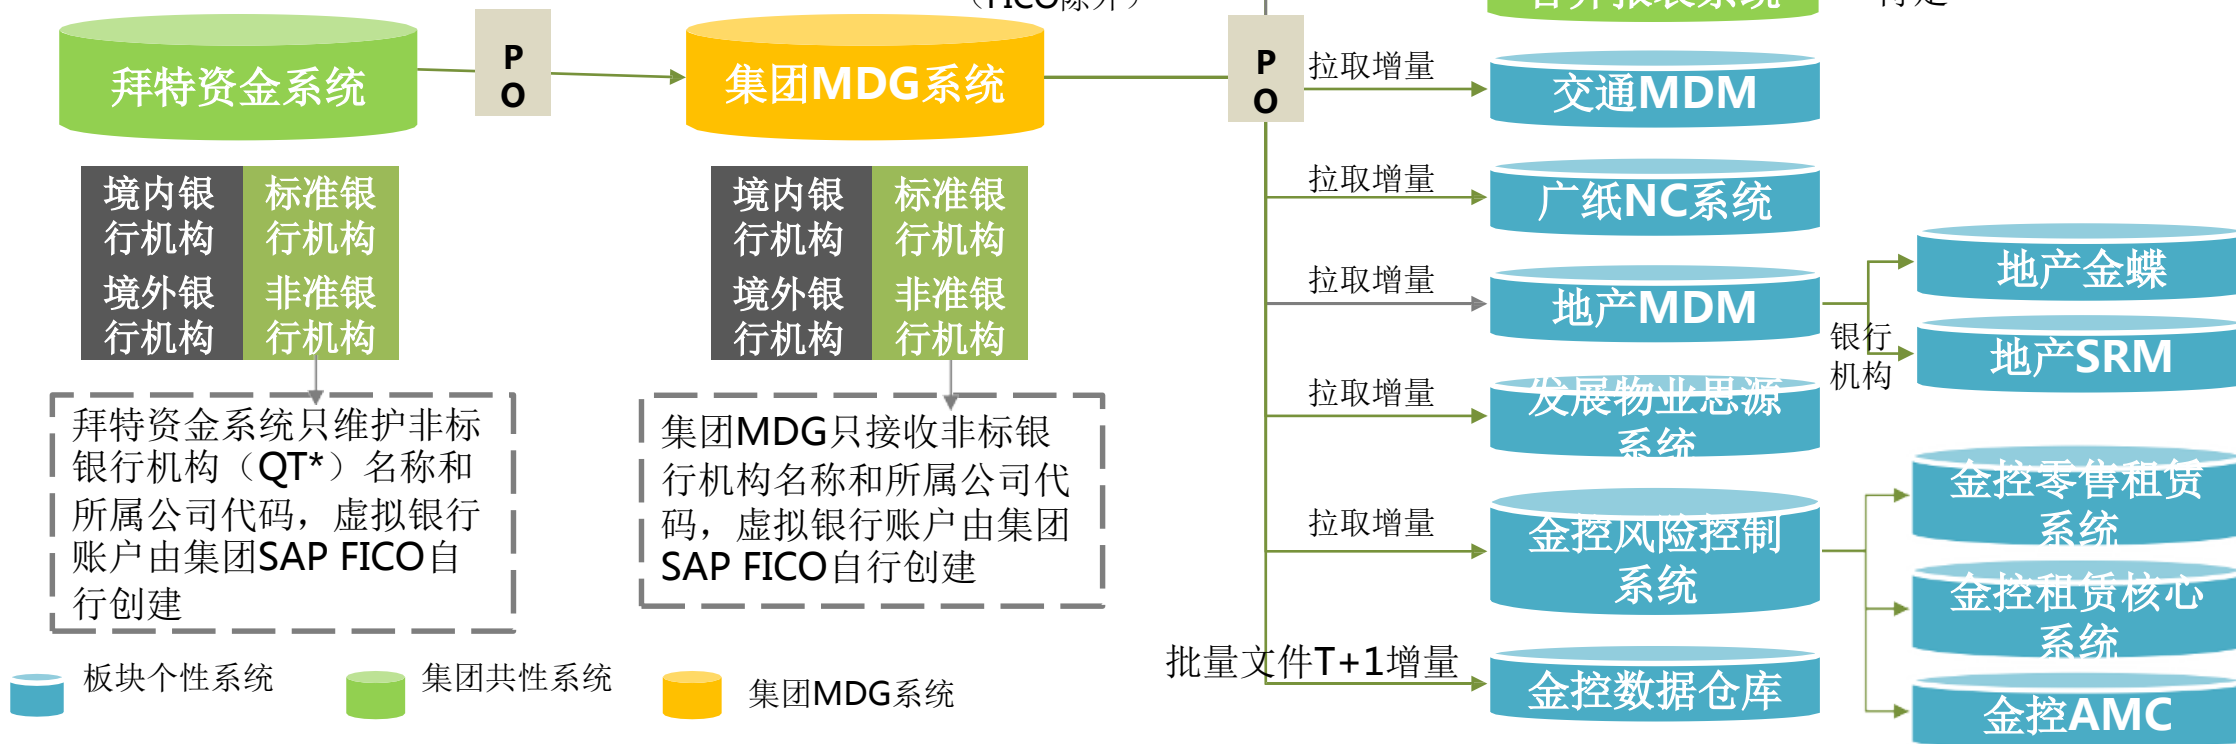 （FICO除外）
拜特资金系统
P
O
集团MDG系统
P
O
拉取增量
交通MDM
境内银
行机构
标准银
行机构
境外银
行机构
非准银
行机构
境内银
行机构
标准银
行机构
境外银
行机构
非准银
行机构
拉取增量
广纸NC系统
拉取增量
地产MDM
地产金蝶
银行
机构
地产SRM
拉取增量
发展物业思源
系统
拜特资金系统只维护非标
银行机构（QT*）名称和
所属公司代码，虚拟银行
账户由集团SAP FICO自
行创建
集团MDG只接收非标银
行机构名称和所属公司代
码，虚拟银行账户由集团
SAP FICO自行创建
拉取增量
金控风险控制
系统
金控零售租赁
系统
金控租赁核心
系统
金控AMC
批量文件T+1增量
金控数据仓库
板块个性系统
集团共性系统
集团MDG系统